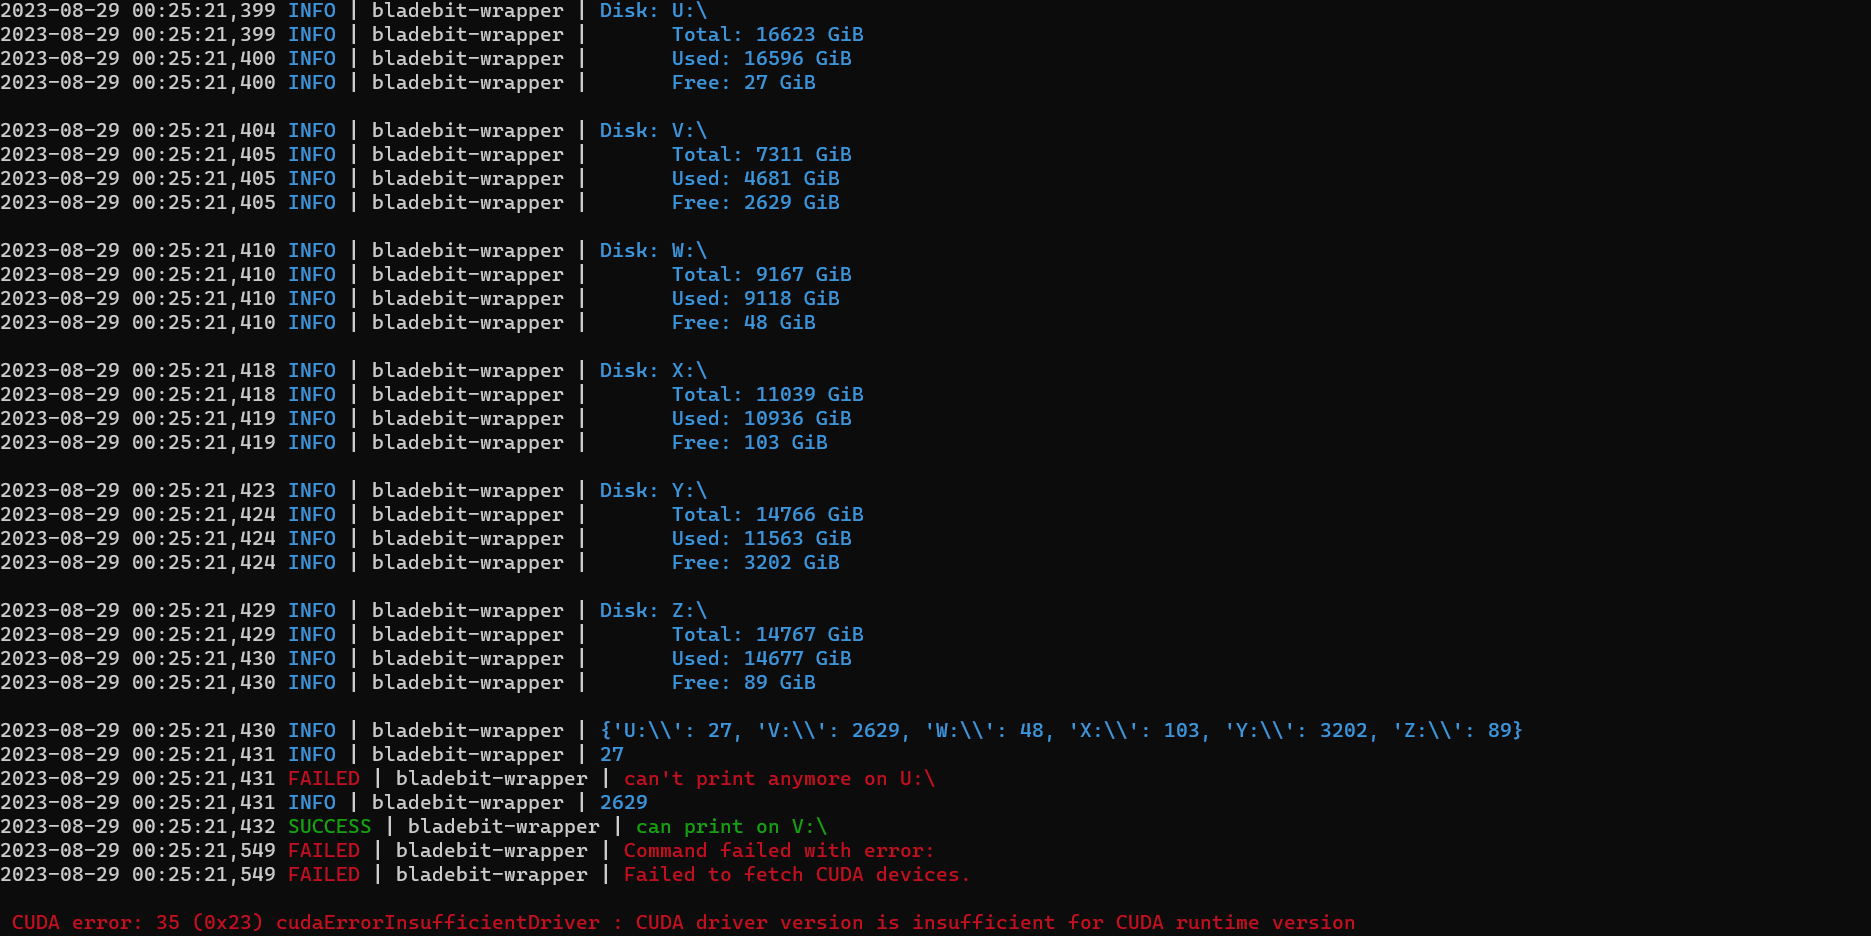 2023-08-29 00:25:21,399 INFO | bladebit-wrapper | Disk: U:\
2023-08-29 00:25:21,399 INFO | bladebit-wrapper |       Total: 16623 GiB
2023-08-29 00:25:21,400 INFO | bladebit-wrapper |       Used: 16596 GiB
2023-08-29 00:25:21,400 INFO | bladebit-wrapper |       Free: 27 GiB
2023-08-29 00:25:21,404 INFO | bladebit-wrapper | Disk: V:\
2023-08-29 00:25:21,405 INFO | bladebit-wrapper |       Total: 7311 GiB
2023-08-29 00:25:21,405 INFO | bladebit-wrapper |       Used: 4681 GiB
2023-08-29 00:25:21,405 INFO | bladebit-wrapper |       Free: 2629 GiB
2023-08-29 00:25:21,410 INFO | bladebit-wrapper | Disk: W:\
2023-08-29 00:25:21,410 INFO | bladebit-wrapper |       Total: 9167 GiB
2023-08-29 00:25:21,410 INFO | bladebit-wrapper |       Used: 9118 GiB
2023-08-29 00:25:21,410 INFO | bladebit-wrapper |       Free: 48 GiB
2023-08-29 00:25:21,418 INFO | bladebit-wrapper | Disk: X:\
2023-08-29 00:25:21,418 INFO | bladebit-wrapper |       Total: 11039 GiB
2023-08-29 00:25:21,419 INFO | bladebit-wrapper |       Used: 10936 GiB
2023-08-29 00:25:21,419 INFO | bladebit-wrapper |       Free: 103 GiB
2023-08-29 00:25:21,423 INFO | bladebit-wrapper | Disk: Y:\
2023-08-29 00:25:21,424 INFO | bladebit-wrapper |       Total: 14766 GiB
2023-08-29 00:25:21,424 INFO | bladebit-wrapper |       Used: 11563 GiB
2023-08-29 00:25:21,424 INFO | bladebit-wrapper |       Free: 3202 GiB
2023-08-29 00:25:21,429 INFO | bladebit-wrapper | Disk: Z:\
2023-08-29 00:25:21,429 INFO | bladebit-wrapper |       Total: 14767 GiB
2023-08-29 00:25:21,430 INFO | bladebit-wrapper |       Used: 14677 GiB
2023-08-29 00:25:21,430 INFO | bladebit-wrapper |       Free: 89 GiB
2023-08-29 00:25:21,430 INFO | bladebit-wrapper | {'U:\\': 27, 'V:\\': 2629, 'W:\\': 48, 'X:\\': 103, 'Y:\\': 3202, 'Z:\\': 89}
2023-08-29 00:25:21,431 INFO | bladebit-wrapper | 27
2023-08-29 00:25:21,431 FAILED | bladebit-wrapper | can't print anymore on U:\
2023-08-29 00:25:21,431 INFO | bladebit-wrapper | 2629
2023-08-29 00:25:21,432 SUCCESS | bladebit-wrapper | can print on V:\
2023-08-29 00:25:21,549 FAILED | bladebit-wrapper | Command failed with error:
2023-08-29 00:25:21,549 FAILED | bladebit-wrapper | Failed to fetch CUDA devices.
CUDA error: 35 (0x23) cudaErrorInsufficientDriver : CUDA driver version is insufficient for CUDA runtime version